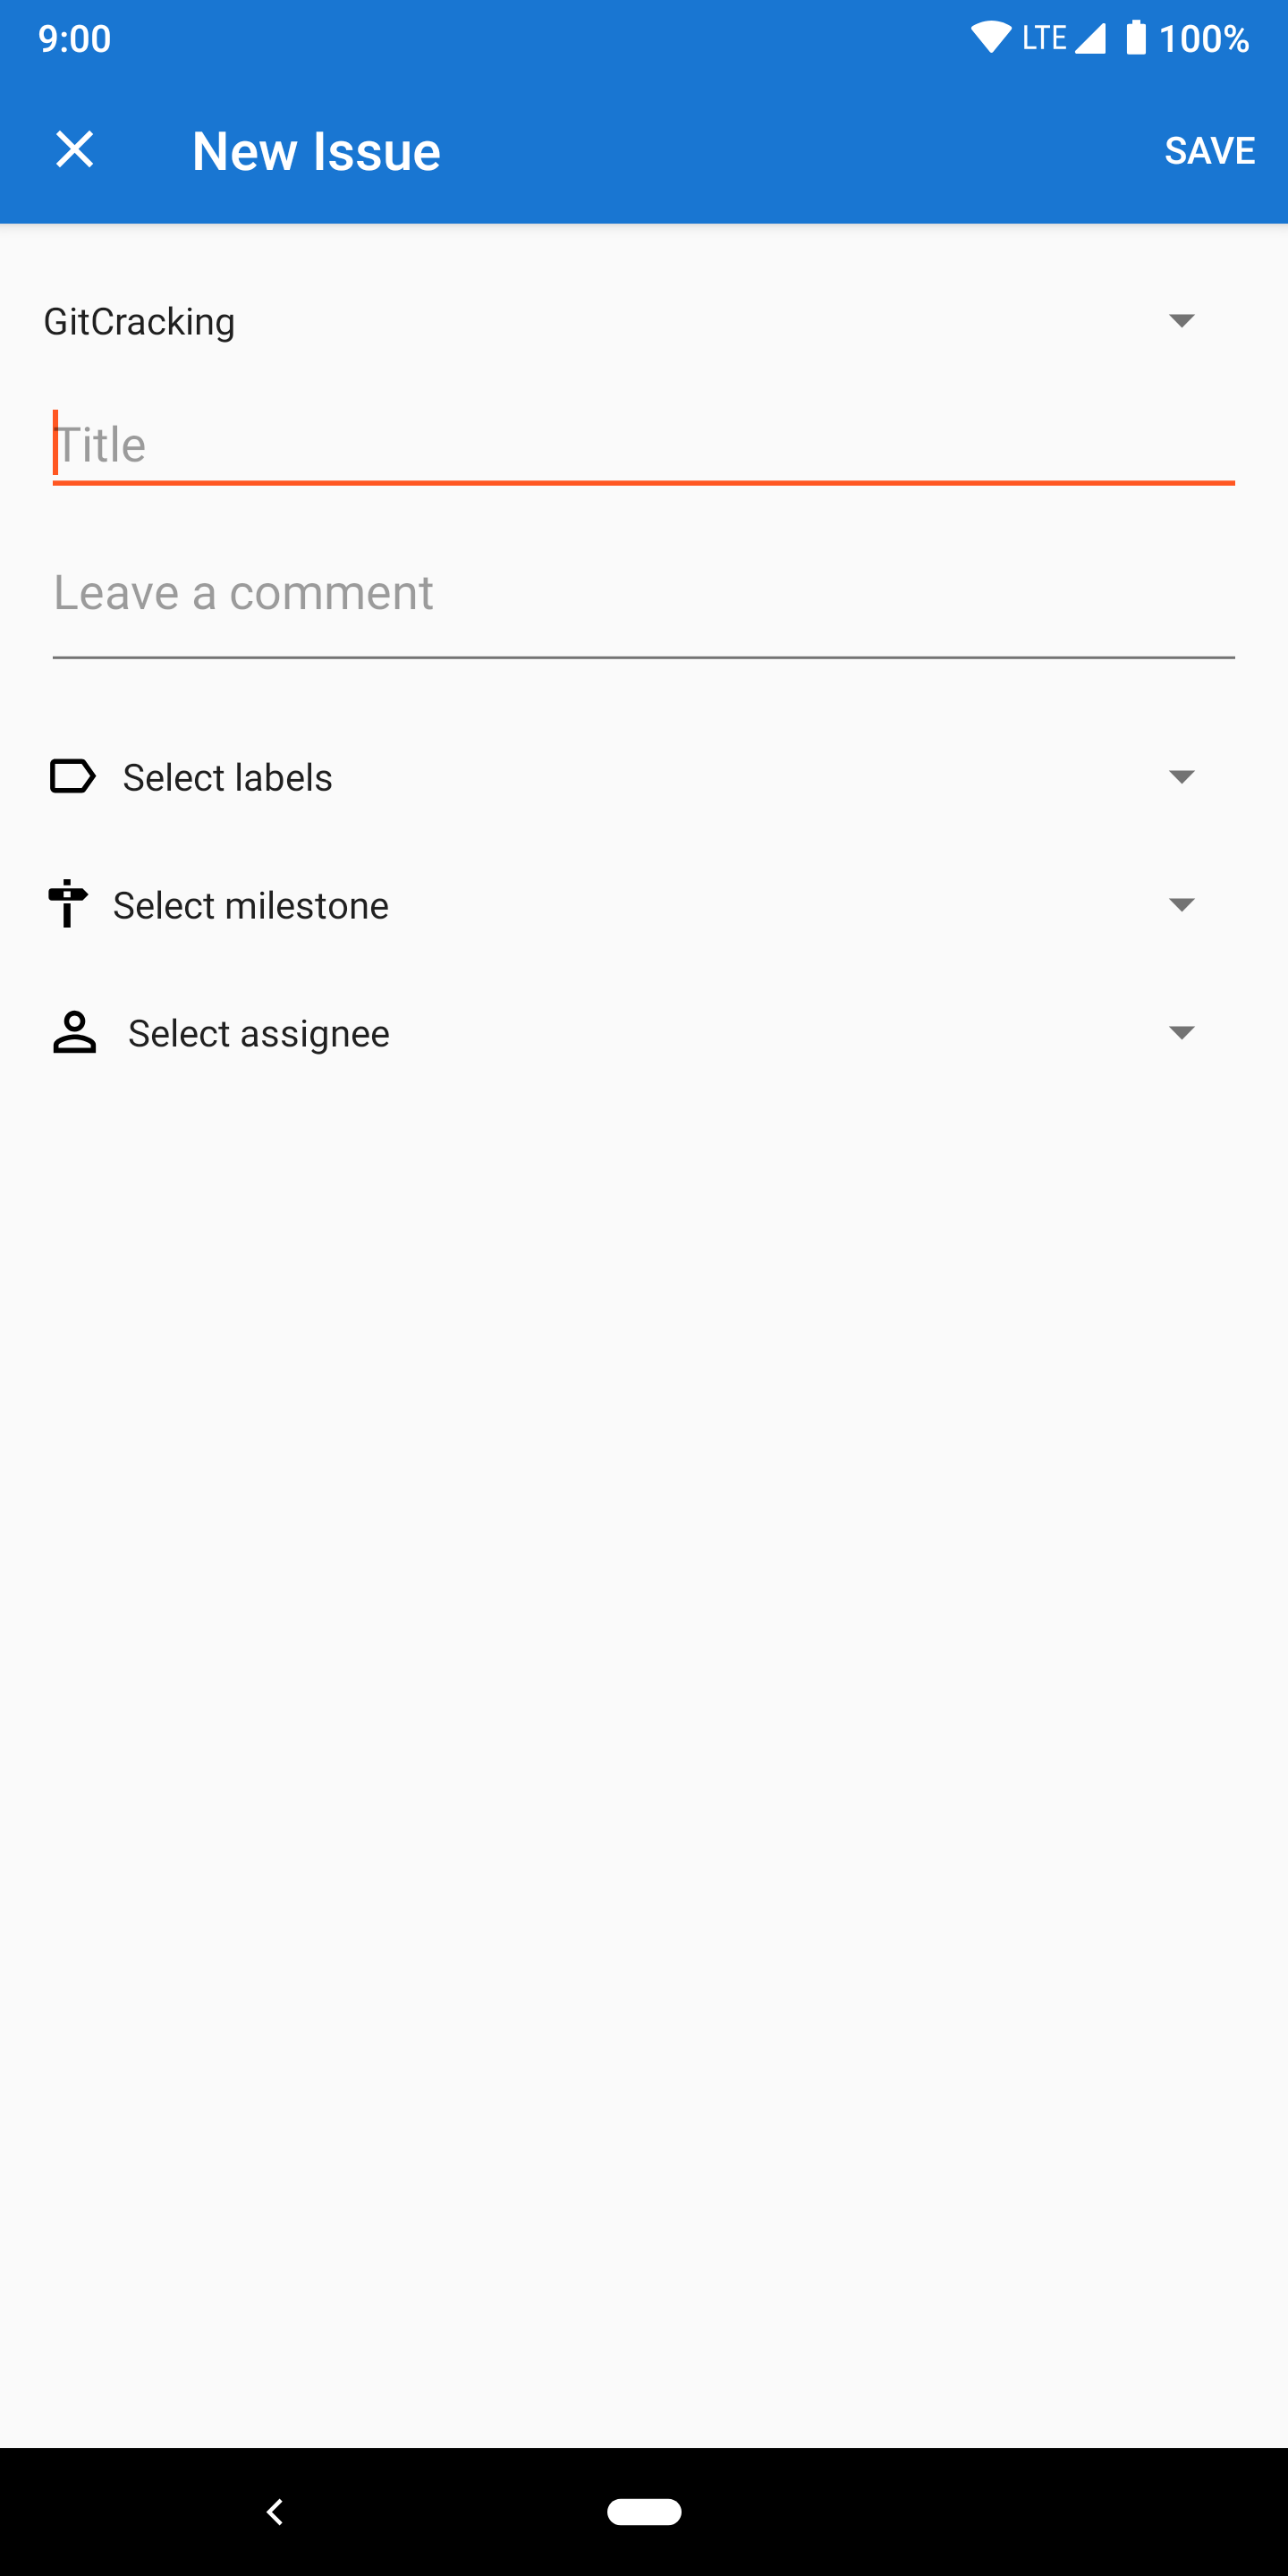 9:00 LTE 100%
New Issue SAVE
GitCracking
Title
Leave a comment
Select labels
Select milestone
Select assignee